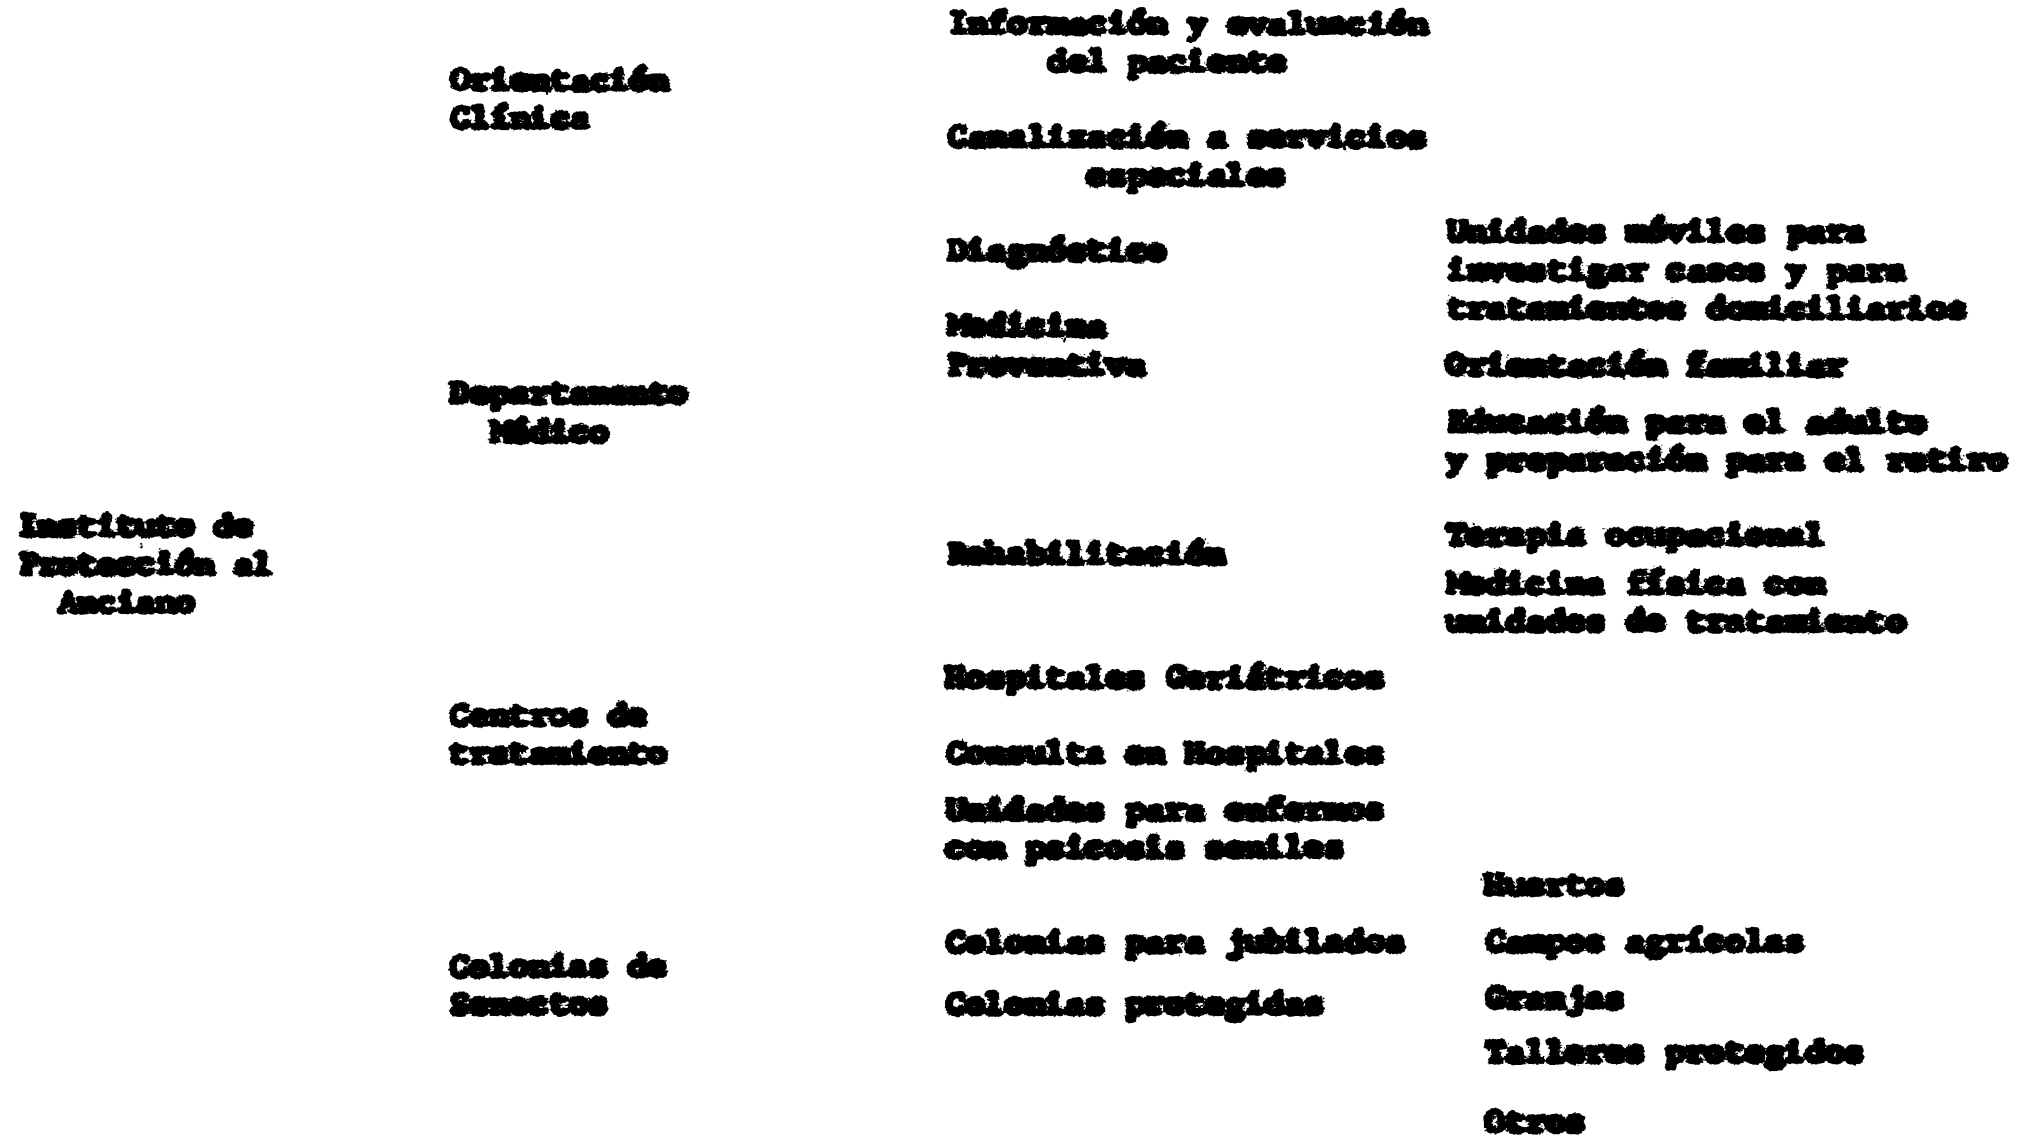 Información y evaluación
del paciente
Orientación
Clínica
Canalización a servicios
especiales
Diagnóstico
Medicina
Preventiva
Unidades móviles para
investigar casos y para
tratamientos domiciliarios
Orientación familiar
Educación para el adulto
y preparación para el retiro
Departamento
Médico
Instituto de
Protección al
Anciano
Rehabilitación
Terapia ocupacional
Medicina física con
unidades de tratamiento
Centros de
tratamiento
Hospitales Geriátricos
Consulta en Hospitales
Unidades para enfermos
con psicosis seniles
Colonias de
Senectos
Colonias para jubilados
Colonias protegidas
Huertos
Campos agrícolas
Granjas
Talleres protegidos
Otros